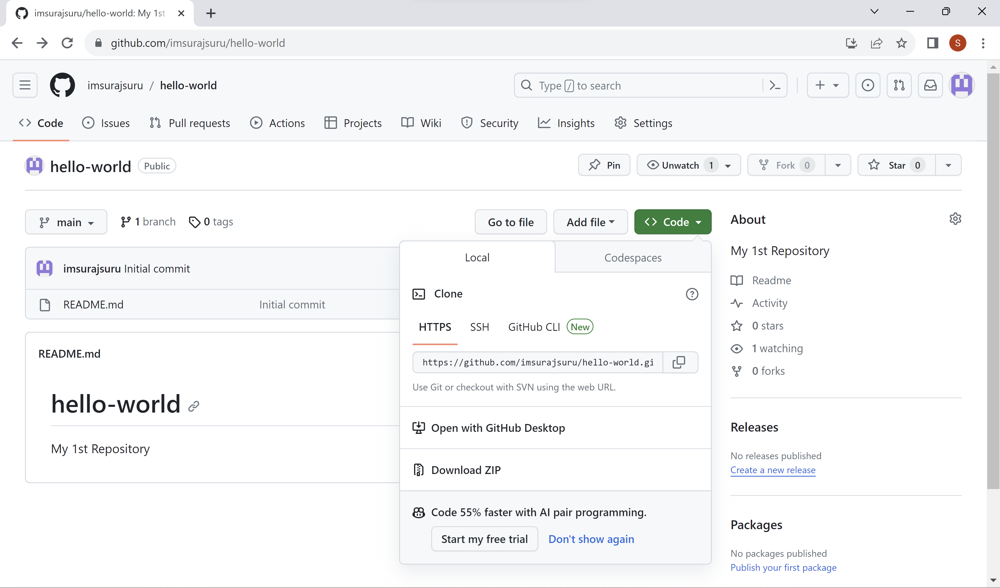 imsurajsuru/hello-world: My 1st
github.com/imsurajsuru/hello-world
S
imsurajsuru / hello-world
Type / to search
Code Issues Pull requests Actions Projects Wiki Security Insights Settings
hello-world Public
Pin Unwatch 1 Fork 0 Star 0
main 1 branch 0 tags
Go to file Add file Code
imsurajsuru Initial commit
README.md Initial commit
README.md
hello-world
My 1st Repository
Local Codespaces
Clone
HTTPS SSH GitHub CLI New
https://github.com/imsurajsuru/hello-world.gi
Use Git or checkout with SVN using the web URL.
Open with GitHub Desktop
Download ZIP
Code 55% faster with AI pair programming.
Start my free trial Don't show again
About
My 1st Repository
Readme
Activity
0 stars
1 watching
0 forks
Releases
No releases published
Create a new release
Packages
No packages published
Publish your first package